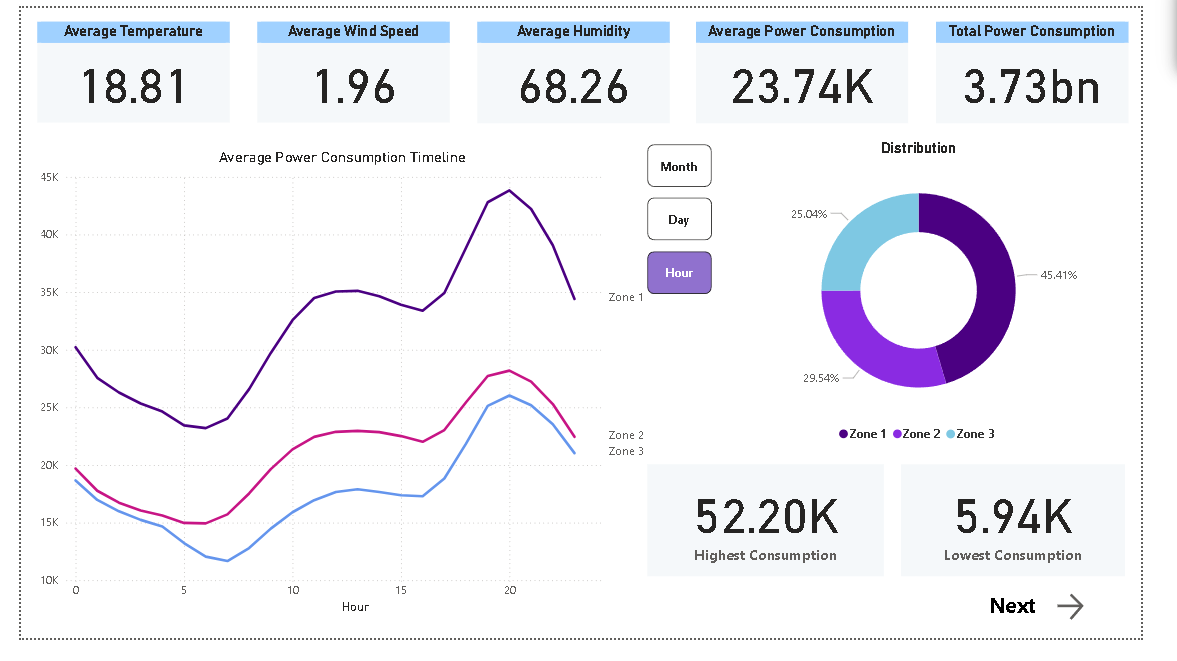 Average Temperature
18.81
Average Wind Speed
1.96
Average Humidity
68.26
Average Power Consumption
23.74K
Total Power Consumption
3.73bn
Average Power Consumption Timeline
45K
40K
35K
30K
25K
20K
15K
10K
0
5
10
15
20
Hour
Zone 1
Zone 2
Zone 3
Month
Day
Hour
Distribution
25.04%
45.41%
29.54%
Zone 1 Zone 2 Zone 3
52.20K
Highest Consumption
5.94K
Lowest Consumption
Next